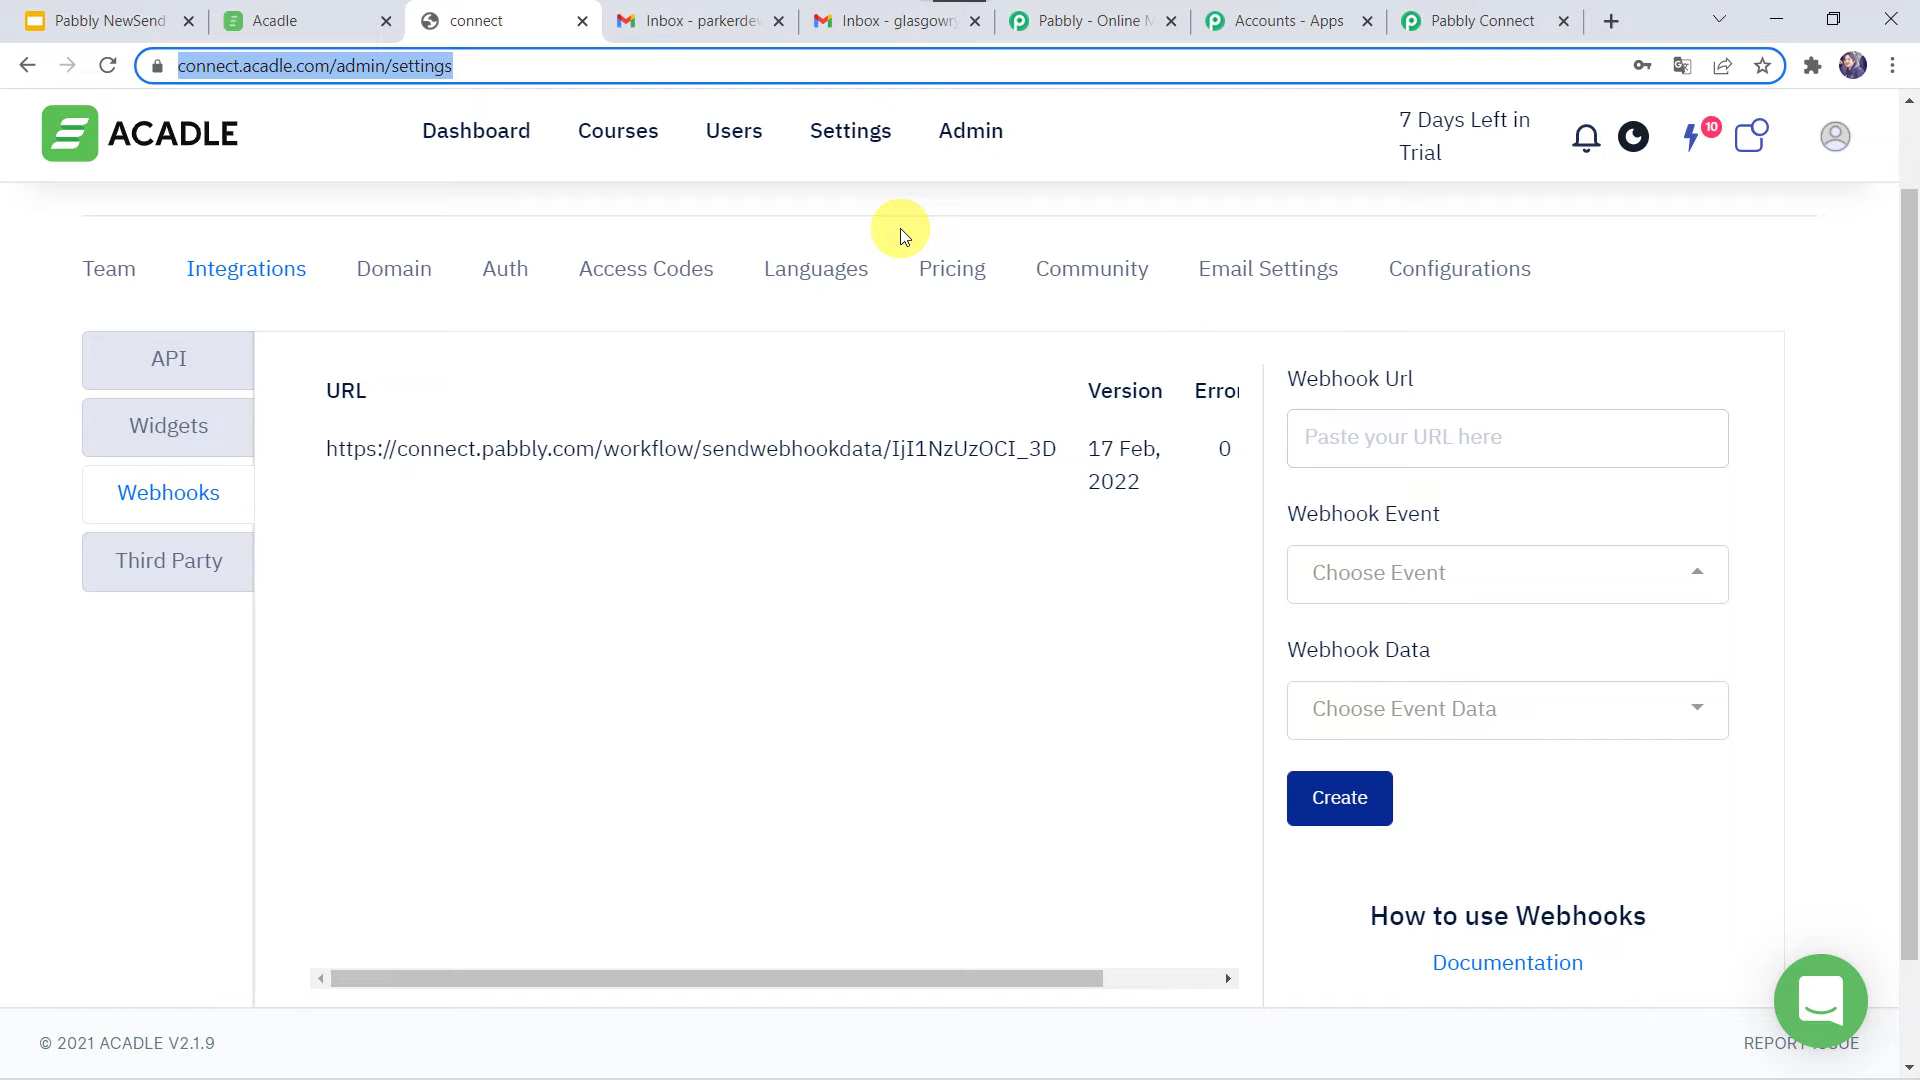 Pabbly NewSend
Acadle
connect
Inbox - parkerdev
Inbox - glasgowry
Pabbly - Online M
Accounts - Apps
Pabbly Connect
connect.acadle.com/admin/settings
ACADLE
Dashboard
Courses
Users
Settings
Admin
7 Days Left in
Trial
10
Team
Integrations
Domain
Auth
Access Codes
Languages
Pricing
Community
Email Settings
Configurations
API
Widgets
Webhooks
Third Party
URL
Version
Error
https://connect.pabbly.com/workflow/sendwebhookdata/IjI1NzUzOCI_3D
17 Feb,
2022
0
Webhook Url
Paste your URL here
Webhook Event
Choose Event
Webhook Data
Choose Event Data
Create
How to use Webhooks
Documentation
© 2021 ACADLE V2.1.9
REPORT ISSUE